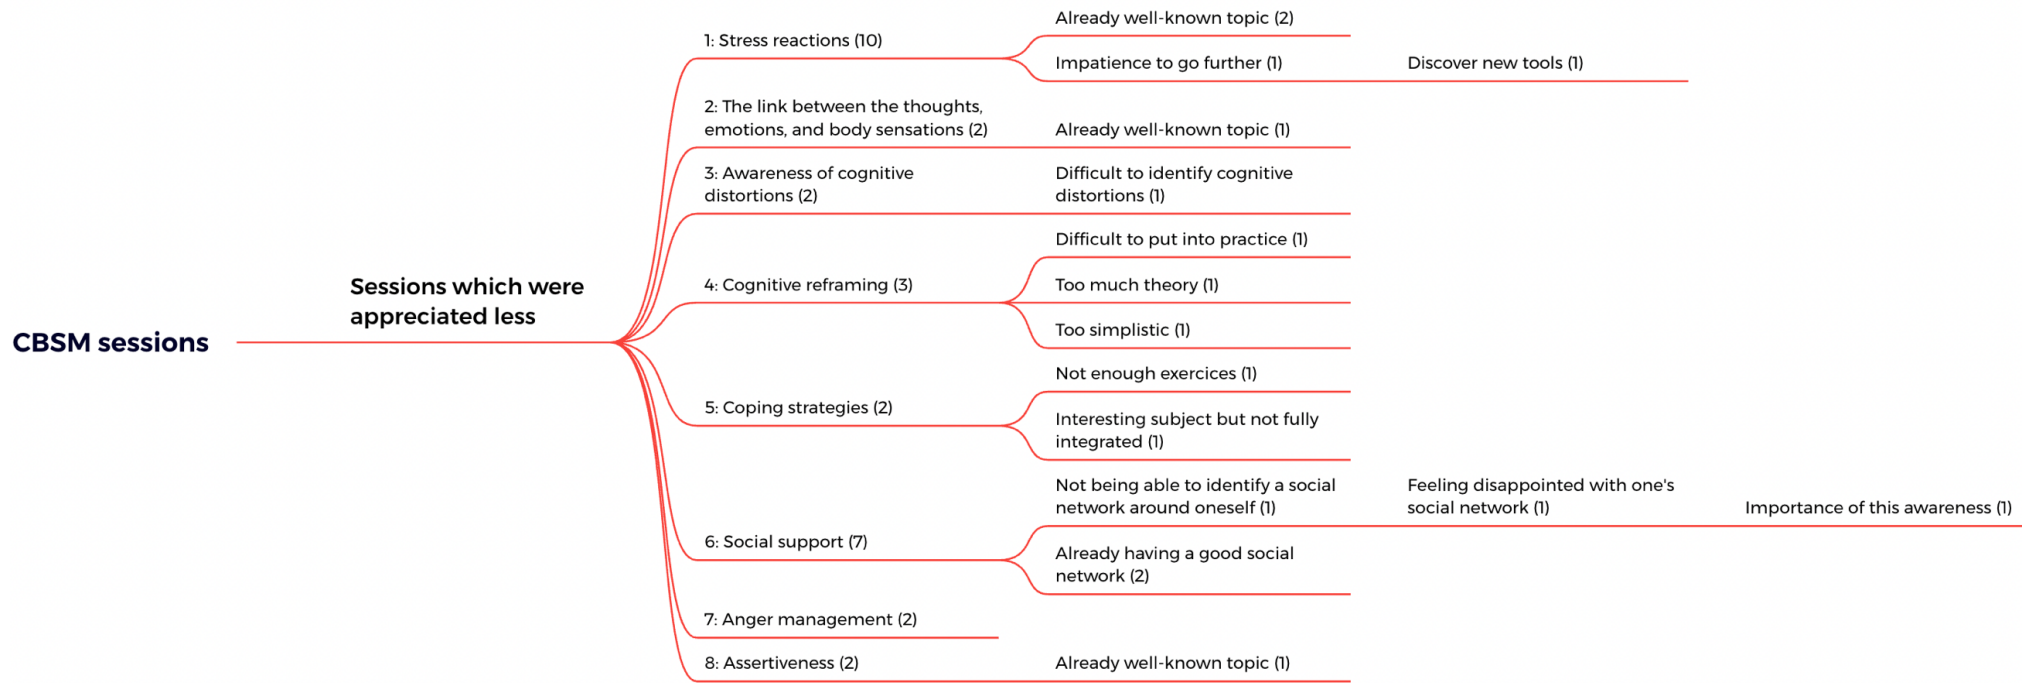 CBSM sessions
Sessions which were
appreciated less
1: Stress reactions (10)
Already well-known topic (2)
Impatience to go further (1)
Discover new tools (1)
2: The link between the thoughts,
emotions, and body sensations (2)
Already well-known topic (1)
3: Awareness of cognitive
distortions (2)
Difficult to identify cognitive
distortions (1)
4: Cognitive reframing (3)
Difficult to put into practice (1)
Too much theory (1)
Too simplistic (1)
5: Coping strategies (2)
Not enough exercices (1)
Interesting subject but not fully
integrated (1)
6: Social support (7)
Not being able to identify a social
network around oneself (1)
Feeling disappointed with one's
social network (1)
Importance of this awareness (1)
Already having a good social
network (2)
7: Anger management (2)
8: Assertiveness (2)
Already well-known topic (1)